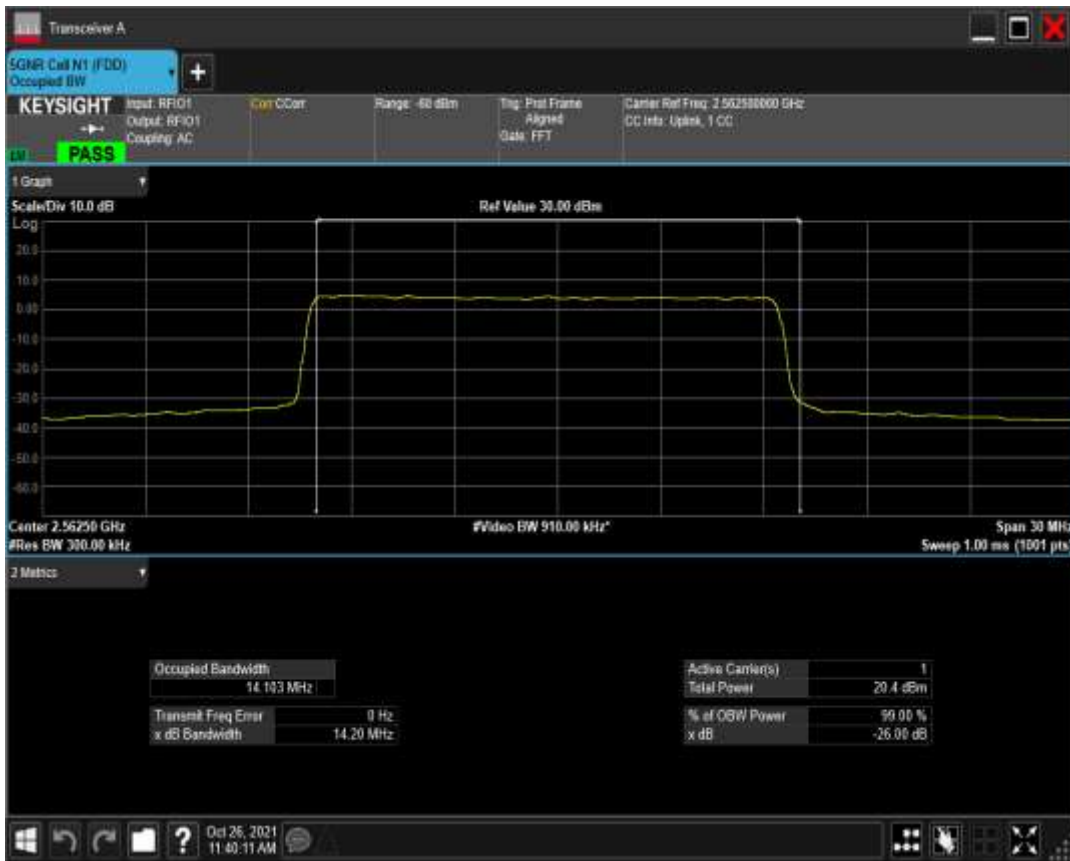 Transceiver A
5GNR Cell N1 (FDD)
Occupied BW
+
KEYSIGHT
PASS
Input: RFIO1
Output: RFIO1
Coupling: AC
Corr CCorr
Range: -60 dBm
Trig: Prot Frame
Aligned
Gate: FFT
Carrier Ref Freq: 2.562500000 GHz
CC Info: Uplink, 1 CC
1 Graph
Scale/Div 10.0 dB
Ref Value 30.00 dBm
Log
20.0
10.0
0.00
-10.0
-20.0
-30.0
-40.0
-50.0
-60.0
Center 2.56250 GHz
#Video BW 910.00 kHz*
Span 30 MHz
#Res BW 300.00 kHz
Sweep 1.00 ms (1001 pts)
2 Metrics
Occupied Bandwidth
14.103 MHz
Transmit Freq Error 0 Hz
x dB Bandwidth 14.20 MHz
Active Carrier(s) 1
Total Power 20.4 dBm
% of OBW Power 99.00 %
x dB -26.00 dB
?
Oct 26, 2021
11:40:11 AM